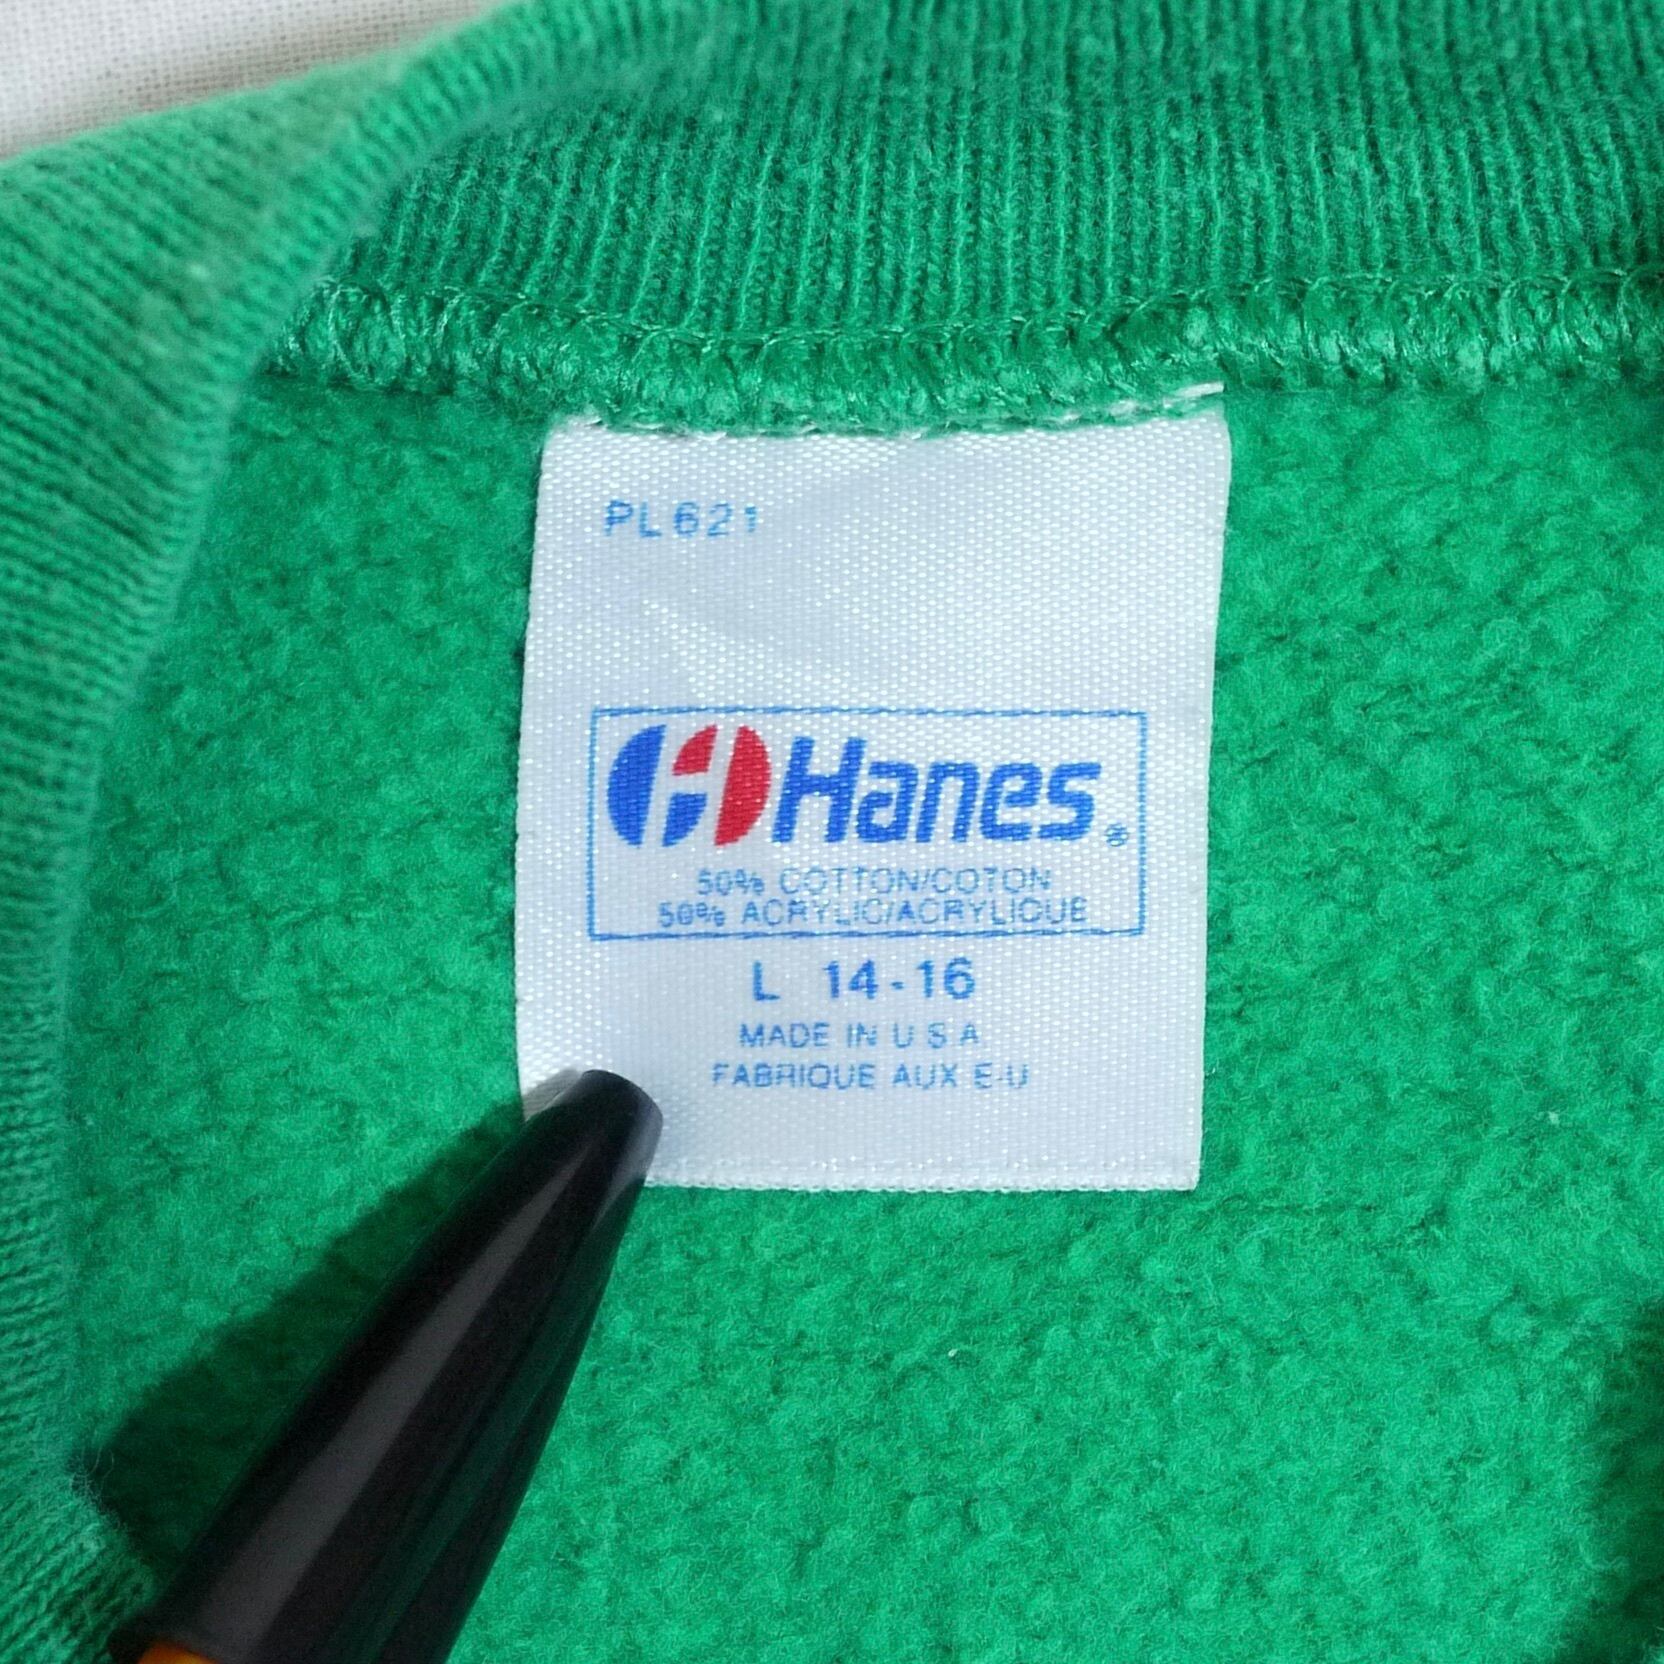 PL621
Hanes®
50% COTTON/COTON
50% ACRYLIC/ACRYLIQUE
L 14-16
MADE IN U S A
FABRIQUE AUX E-U